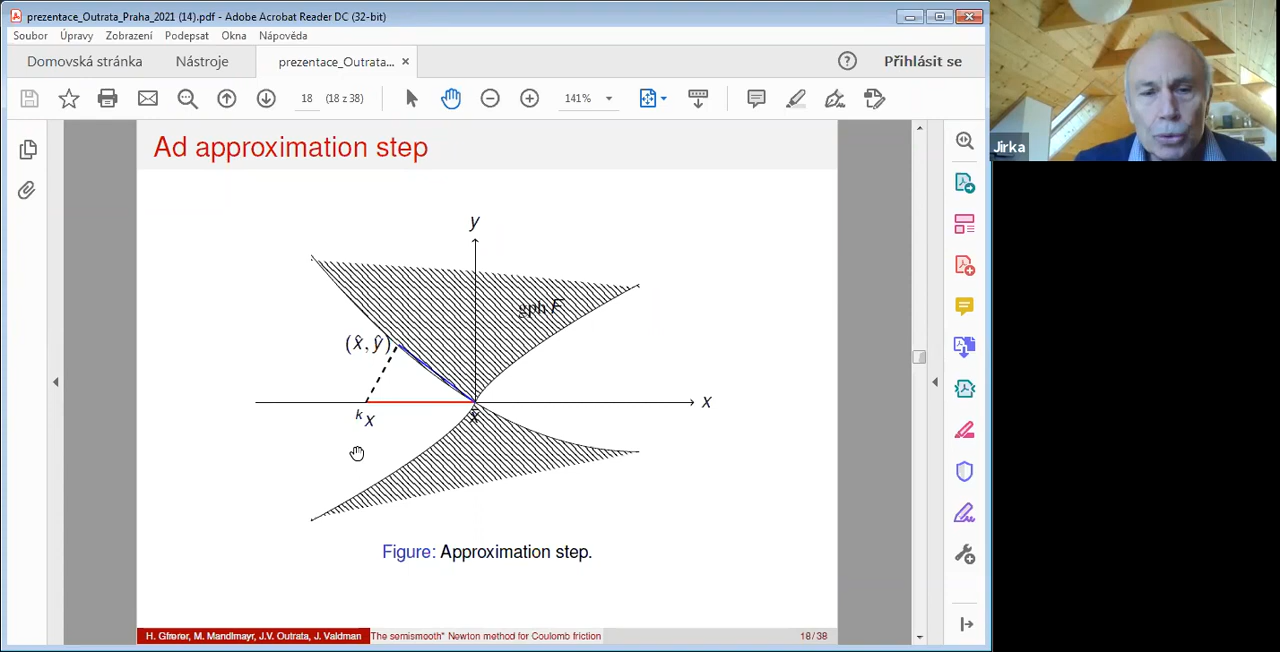 prezentace_Outrata_Praha_2021 (14).pdf - Adobe Acrobat Reader DC (32-bit)
Soubor Úpravy Zobrazení Podepsat Okna Nápověda
Domovská stránka Nástroje prezentace_Outrata... × Přihlásit se
18 (18 z 38) 141%
Jirka
Ad approximation step
y
gph F
(x̂, ŷ)
x
ᵏx
x̄
Figure: Approximation step.
H. Gfrerer, M. Mandlmayr, J.V. Outrata, J. Valdman The semismooth* Newton method for Coulomb friction 18/38